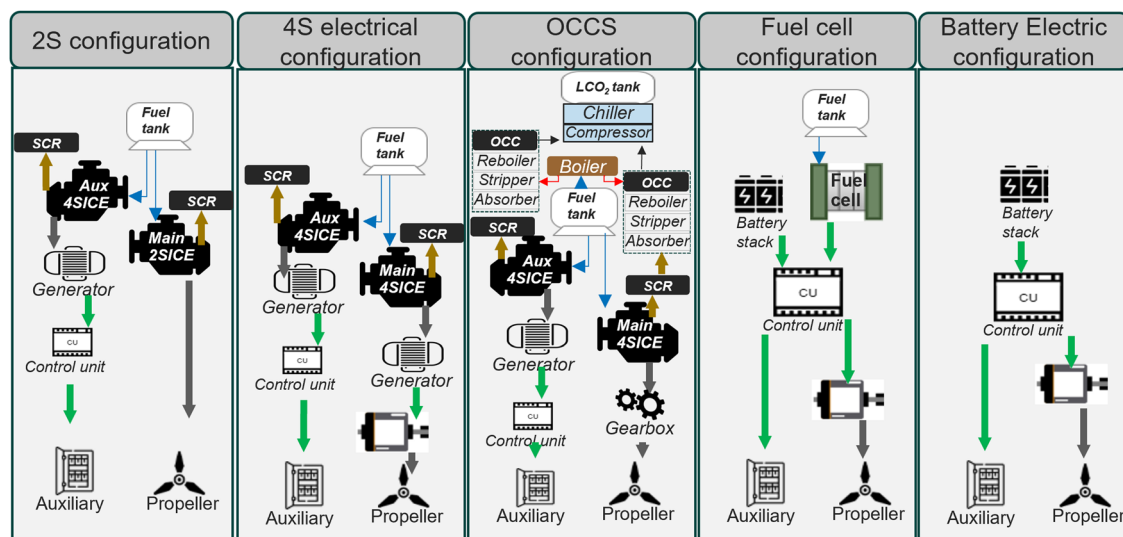 2S configuration
4S electrical
configuration
OCCS
configuration
Fuel cell
configuration
Battery Electric
configuration
Fuel
tank
SCR
Aux
4SICE
SCR
Main
2SICE
Generator
CU
Control unit
Auxiliary
Propeller
Fuel
tank
SCR
Aux
4SICE
SCR
Main
4SICE
Generator
Generator
CU
Control unit
Auxiliary
Propeller
LCO₂ tank
Chiller
Compressor
OCC
Reboiler
Stripper
Absorber
Boiler
OCC
Reboiler
Stripper
Absorber
Fuel
tank
SCR
Aux
4SICE
SCR
Main
4SICE
Generator
Gearbox
CU
Control unit
Auxiliary
Propeller
Fuel
tank
Fuel
cell
Battery
stack
CU
Control unit
Auxiliary
Propeller
Battery
stack
CU
Control unit
Auxiliary
Propeller